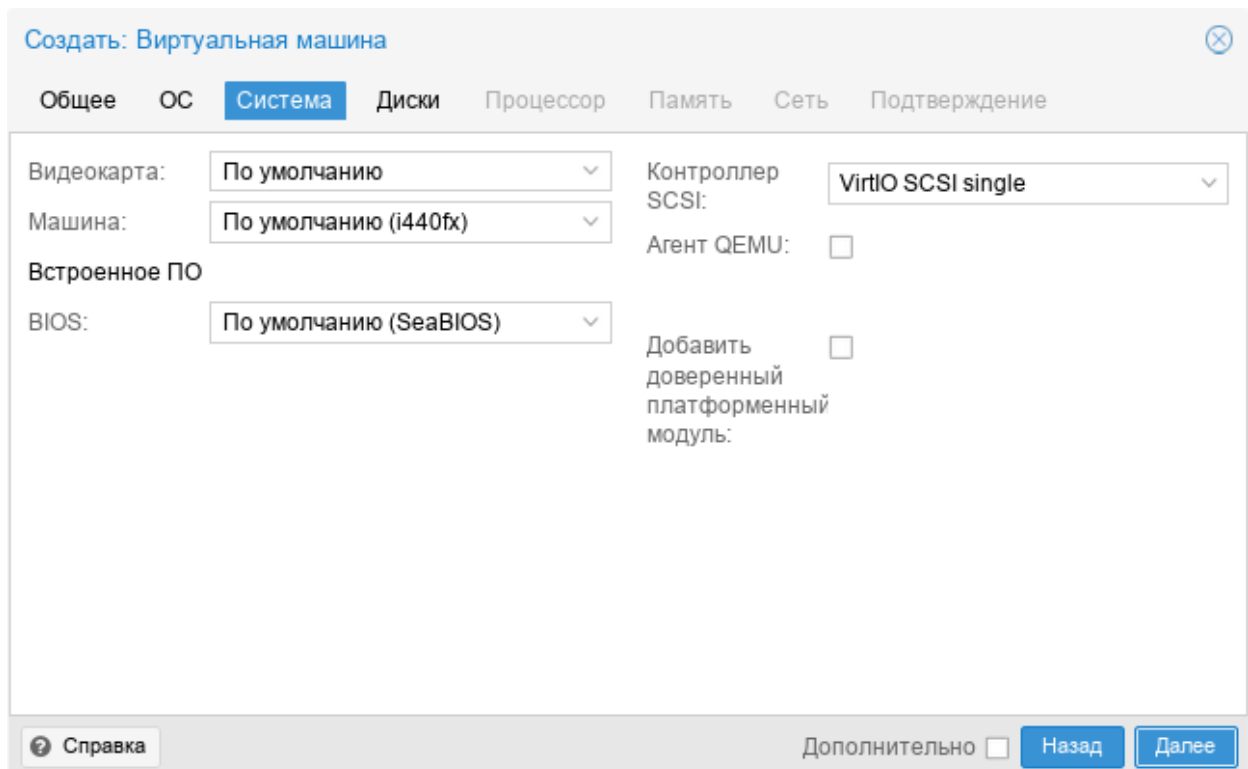 Создать: Виртуальная машина
Общее ОС Система Диски Процессор Память Сеть Подтверждение
Видеокарта: По умолчанию
Машина: По умолчанию (i440fx)
Встроенное ПО
BIOS: По умолчанию (SeaBIOS)
Контроллер
SCSI: VirtIO SCSI single
Агент QEMU:
Добавить
доверенный
платформенный
модуль:
Справка Дополнительно Назад Далее